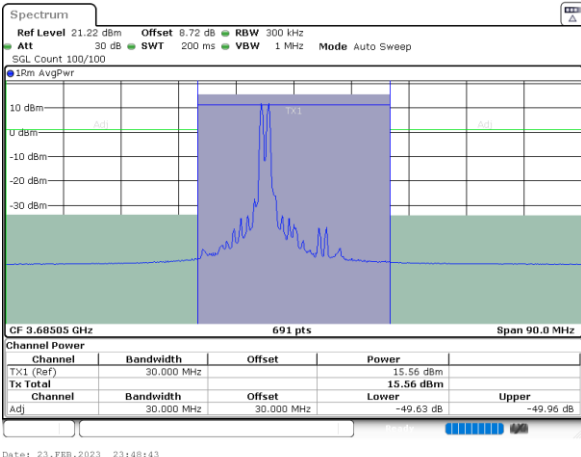 Spectrum
Ref Level 21.22 dBm Offset 8.72 dB RBW 300 kHz
Att 30 dB SWT 200 ms VBW 1 MHz Mode Auto Sweep
SGL Count 100/100
1Rm AvgPwr
10 dBm
TX1
Adj
Adj
0 dBm
-10 dBm
-20 dBm
-30 dBm
CF 3.68505 GHz 691 pts Span 90.0 MHz
Channel Power
Channel Bandwidth Offset Power
TX1 (Ref) 30.000 MHz 15.56 dBm
Tx Total 15.56 dBm
Channel Bandwidth Offset Lower Upper
Adj 30.000 MHz 30.000 MHz -49.63 dB -49.96 dB
Ready
Date: 23.FEB.2023 23:48:43